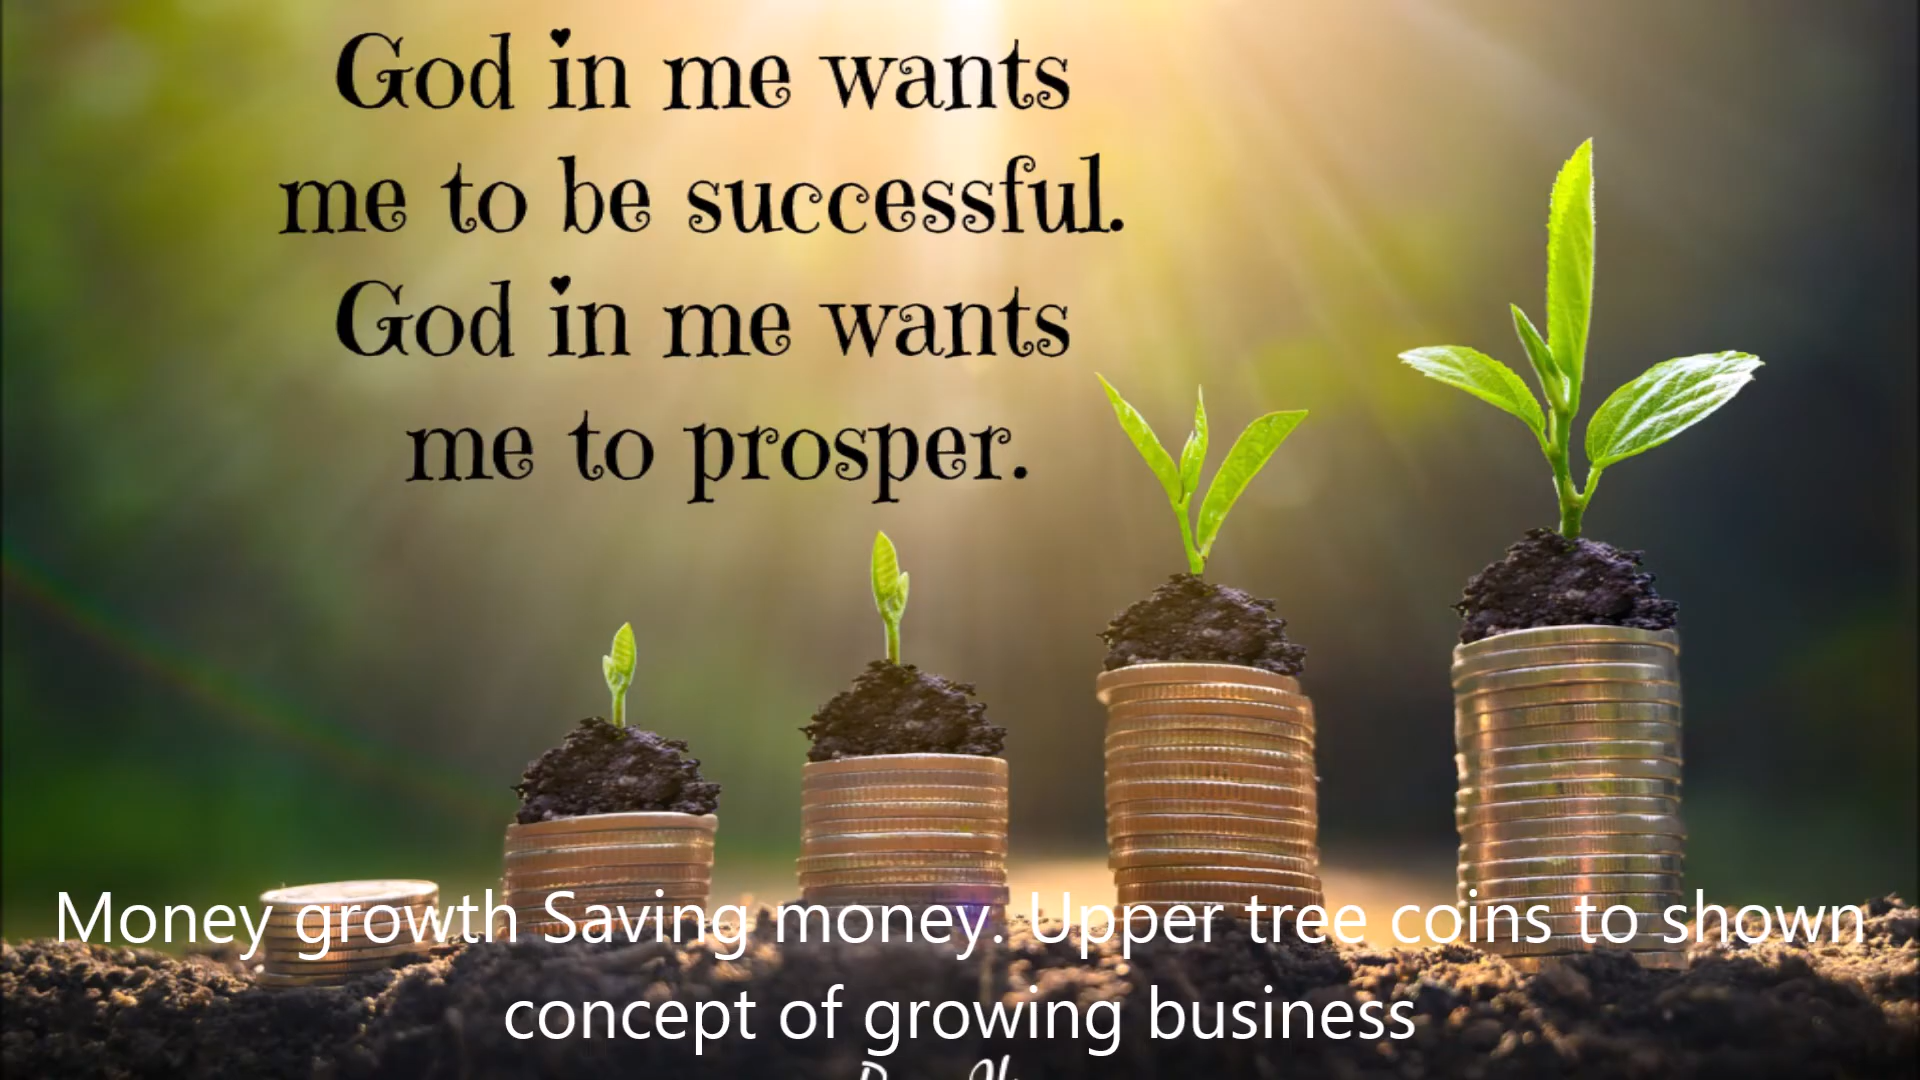 God in me wants
me to be successful.
God in me wants
me to prosper.
Money growth Saving money. Upper tree coins to shown
concept of growing business